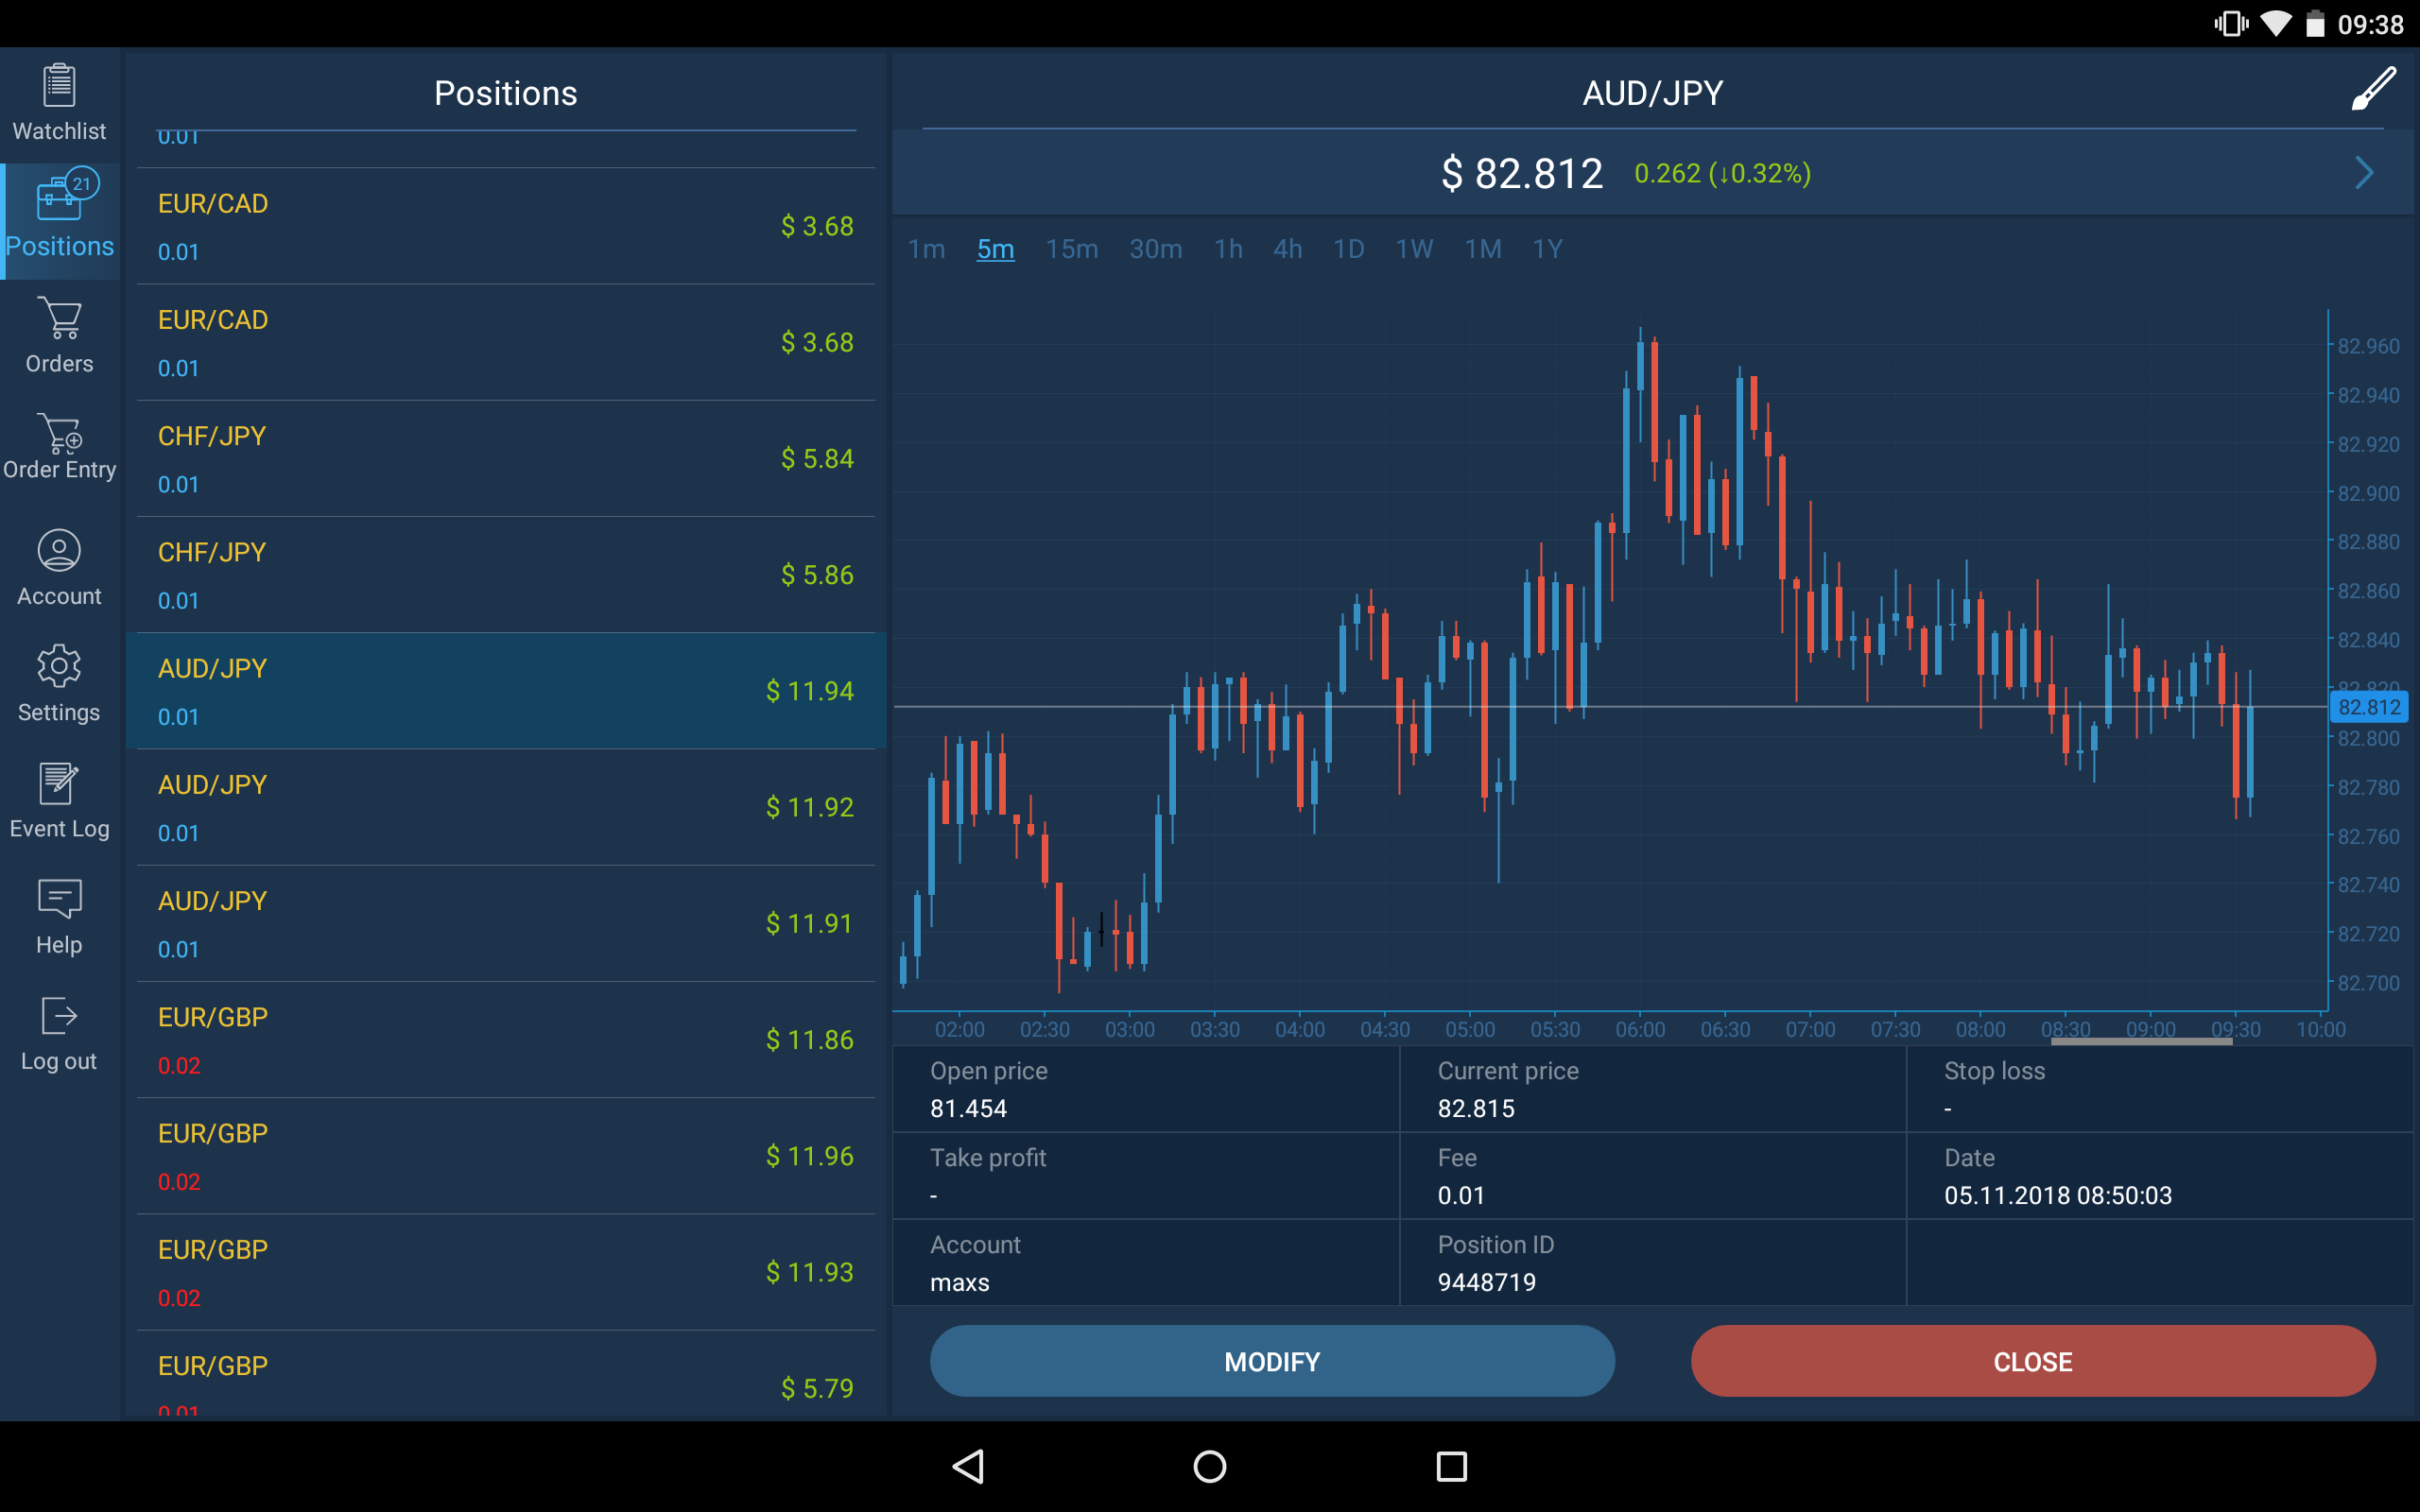 09:38
Watchlist
21
Positions
Orders
Order Entry
Account
Settings
Event Log
Help
Log out
Positions
0.01
EUR/CAD
$ 3.68
0.01
EUR/CAD
$ 3.68
0.01
CHF/JPY
$ 5.84
0.01
CHF/JPY
$ 5.86
0.01
AUD/JPY
$ 11.94
0.01
AUD/JPY
$ 11.92
0.01
AUD/JPY
$ 11.91
0.01
EUR/GBP
$ 11.86
0.02
EUR/GBP
$ 11.96
0.02
EUR/GBP
$ 11.93
0.02
EUR/GBP
$ 5.79
0.01
AUD/JPY
$ 82.812 0.262 (↓0.32%)
1m 5m 15m 30m 1h 4h 1D 1W 1M 1Y
82.960
82.940
82.920
82.900
82.880
82.860
82.840
82.820
82.812
82.800
82.780
82.760
82.740
82.720
82.700
02:00 02:30 03:00 03:30 04:00 04:30 05:00 05:30 06:00 06:30 07:00 07:30 08:00 08:30 09:00 09:30 10:00
Open price Current price Stop loss
81.454 82.815 -
Take profit Fee Date
- 0.01 05.11.2018 08:50:03
Account Position ID
maxs 9448719
MODIFY CLOSE